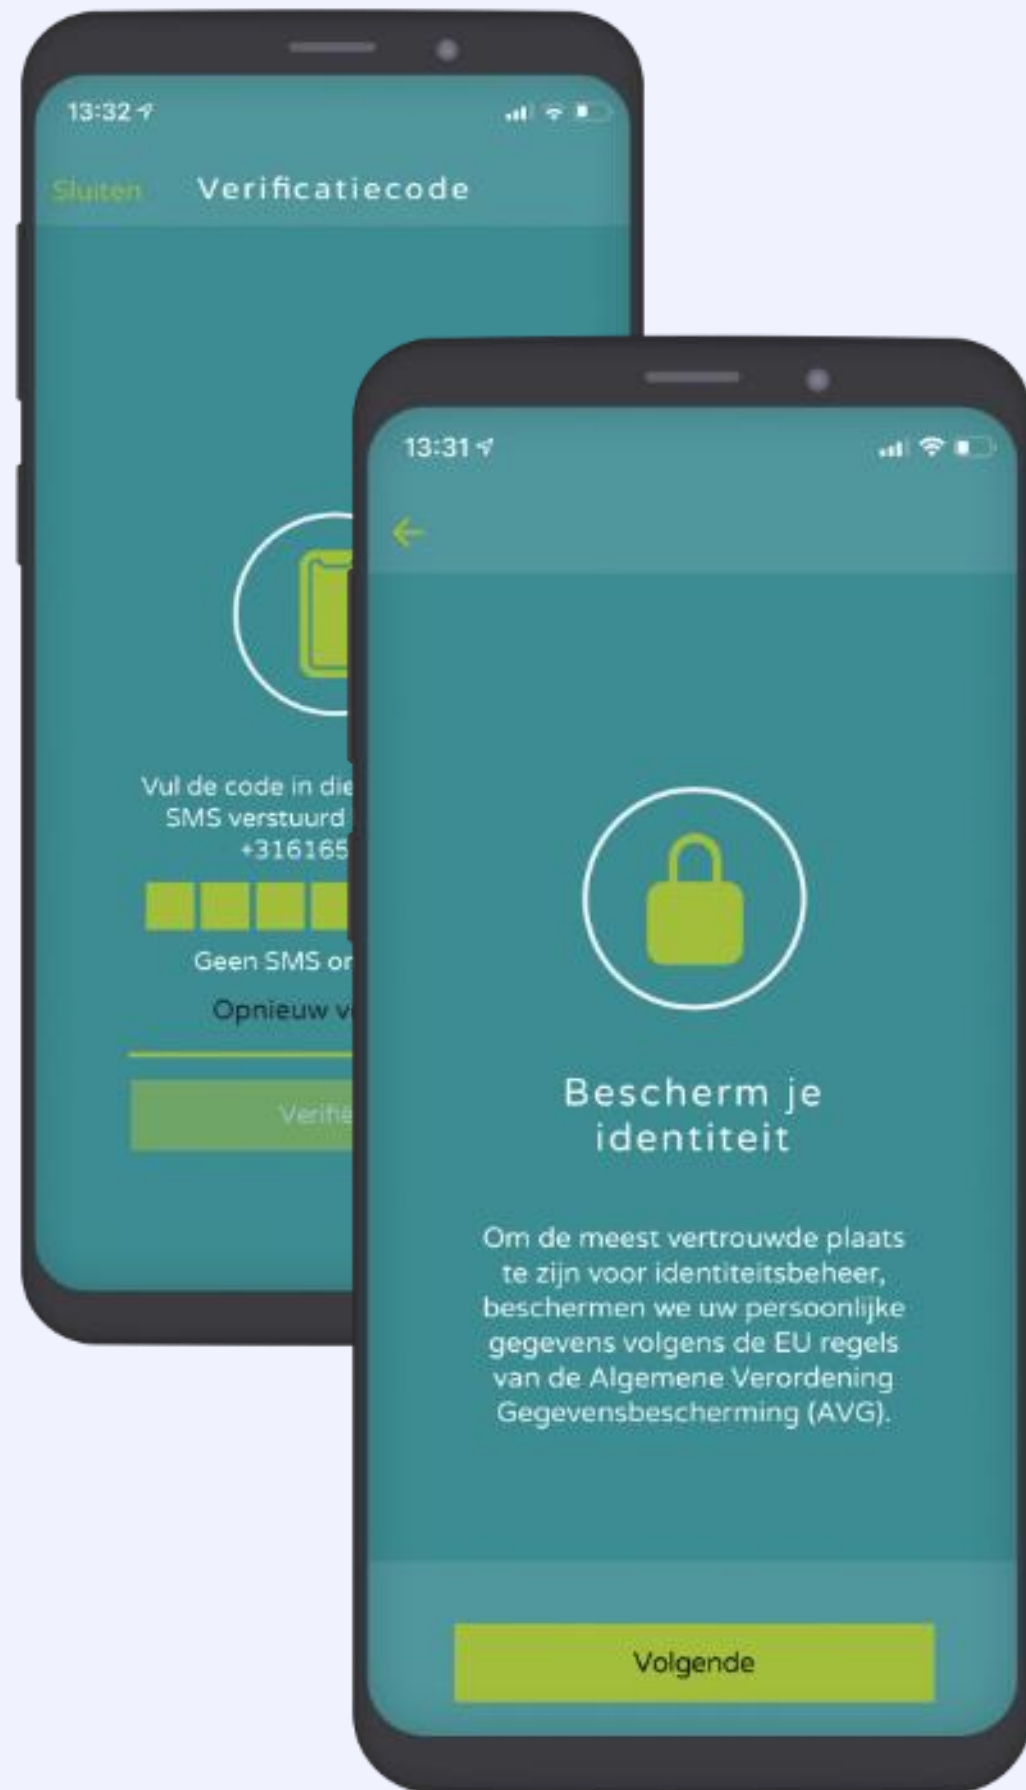 13:32
Sluiten Verificatiecode
Vul de code in die
SMS verstuurd
+316165
Geen SMS
Opnieuw
13:31
Bescherm je
identiteit
Om de meest vertrouwde plaats
te zijn voor identiteitsbeheer,
beschermen we uw persoonlijke
gegevens volgens de EU regels
van de Algemene Verordening
Gegevensbescherming (AVG).
Volgende